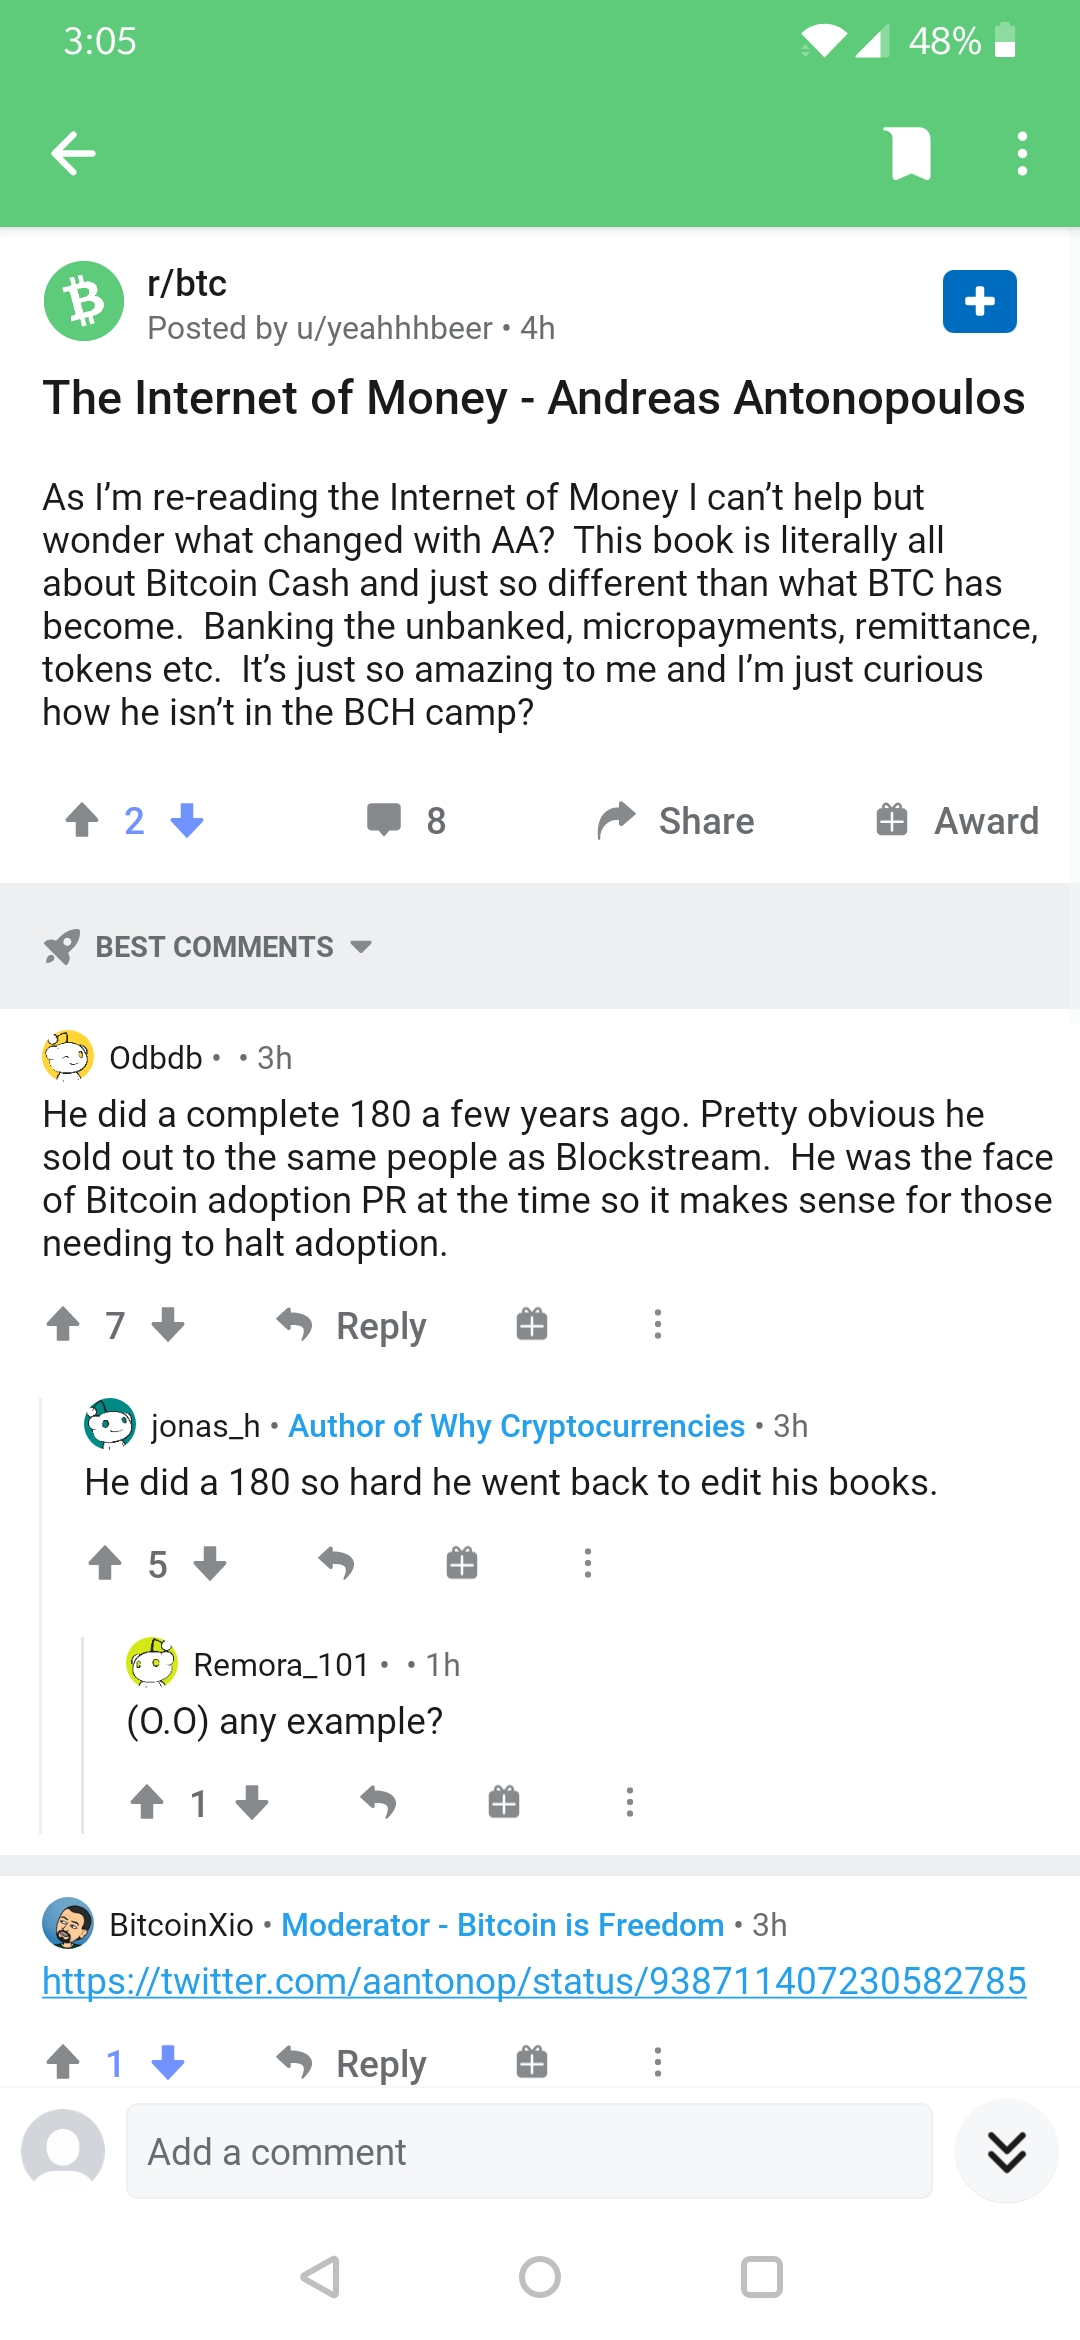 3:05
48%
r/btc
Posted by u/yeahhhbeer • 4h
The Internet of Money - Andreas Antonopoulos
As I’m re-reading the Internet of Money I can’t help but
wonder what changed with AA?  This book is literally all
about Bitcoin Cash and just so different than what BTC has
become.  Banking the unbanked, micropayments, remittance,
tokens etc.  It’s just so amazing to me and I’m just curious
how he isn’t in the BCH camp?
2 8 Share Award
BEST COMMENTS
Odbdb • • 3h
He did a complete 180 a few years ago. Pretty obvious he
sold out to the same people as Blockstream.  He was the face
of Bitcoin adoption PR at the time so it makes sense for those
needing to halt adoption.
7 Reply
jonas_h • Author of Why Cryptocurrencies • 3h
He did a 180 so hard he went back to edit his books.
5
Remora_101 • • 1h
(O.O) any example?
1
BitcoinXio • Moderator - Bitcoin is Freedom • 3h
https://twitter.com/aantonop/status/938711407230582785
1 Reply
Add a comment